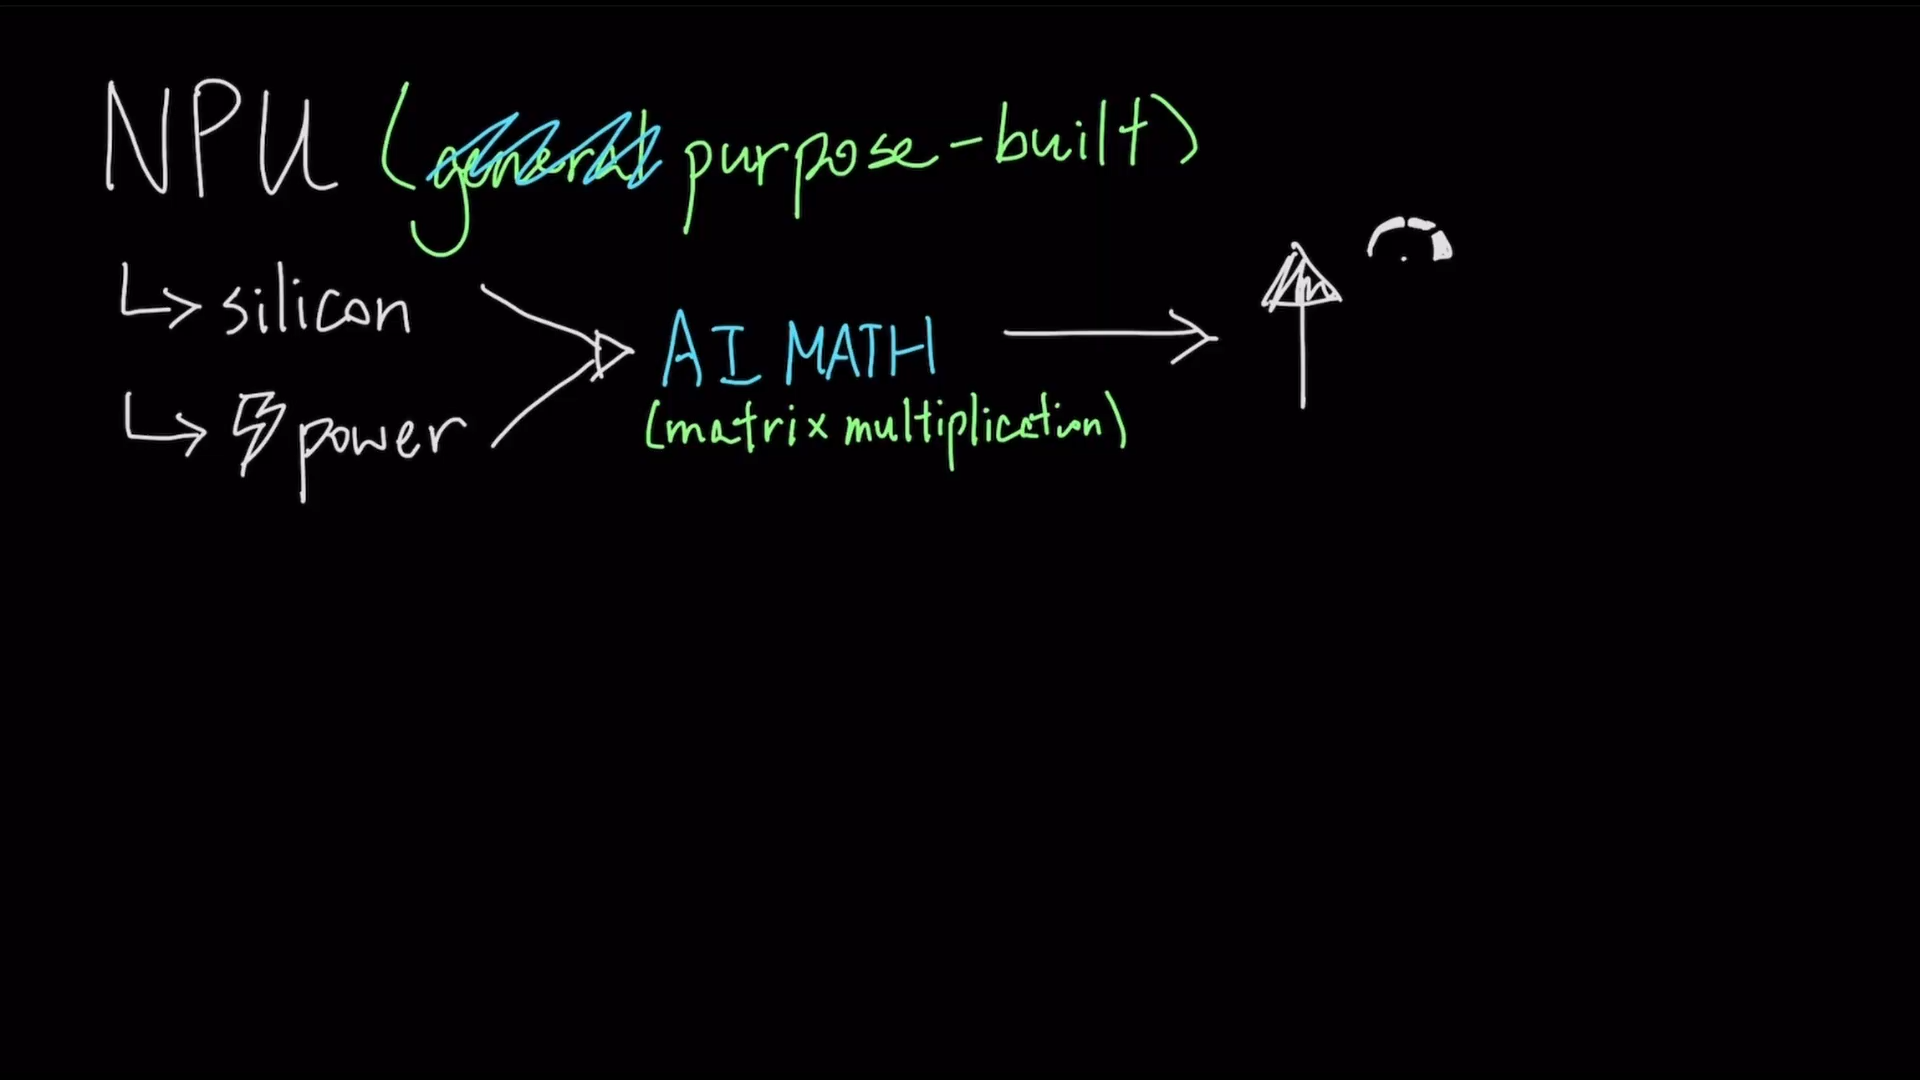 NPU (general purpose-built)
silicon
power
AI MATH
(matrix multiplication)